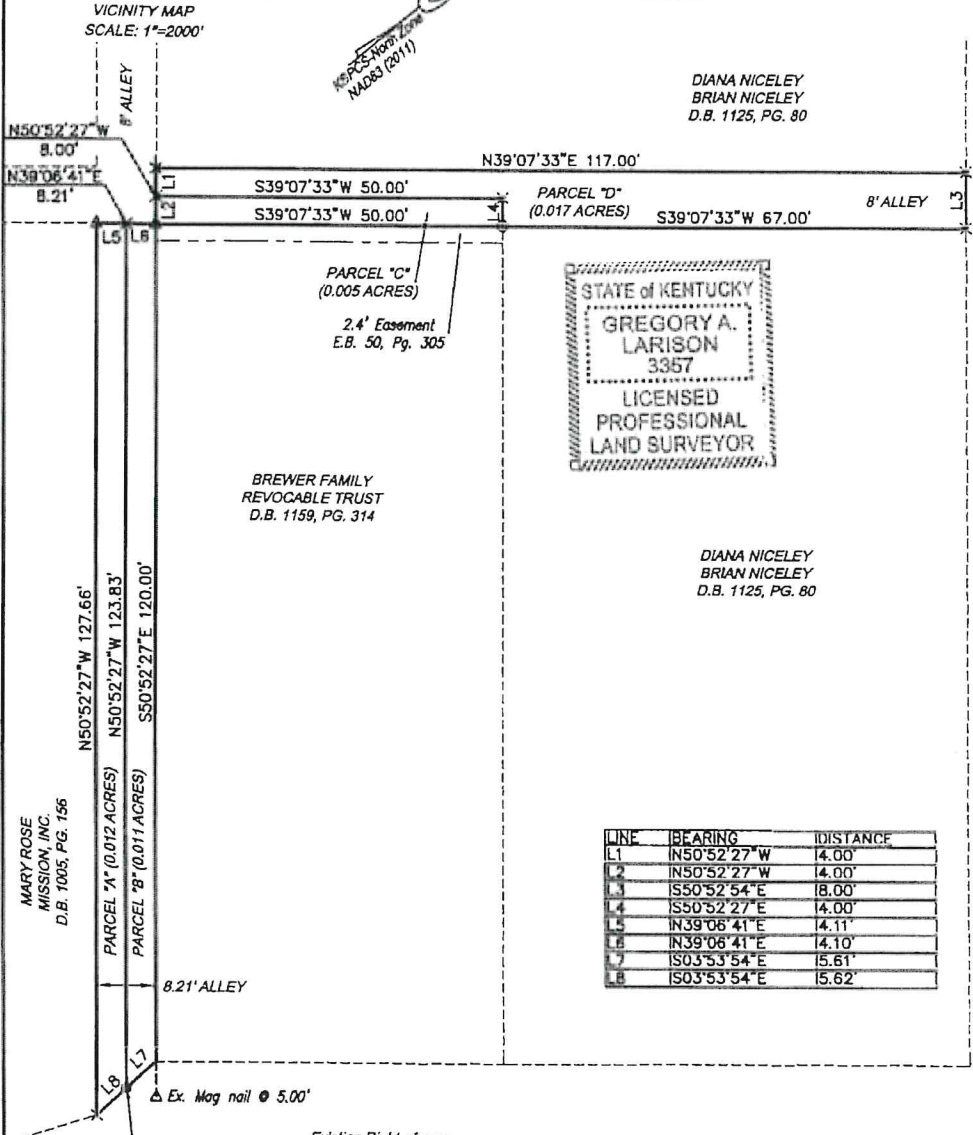 VICINITY MAP
SCALE: 1"=2000'
KSPCS-North Zone
NAD83 (2011)
8' ALLEY
DIANA NICELEY
BRIAN NICELEY
D.B. 1125, PG. 80
N50°52'27"W
8.00'
N39°06'41"E
8.21'
N39°07'33"E 117.00'
L1
S39°07'33"W 50.00'
L2
S39°07'33"W 50.00'
L4
PARCEL "D"
(0.017 ACRES)
S39°07'33"W 67.00'
8' ALLEY
L3
L5
L6
PARCEL "C"
(0.005 ACRES)
2.4' Easement
E.B. 50, Pg. 305
STATE of KENTUCKY
GREGORY A.
LARISON
3357
LICENSED
PROFESSIONAL
LAND SURVEYOR
BREWER FAMILY
REVOCABLE TRUST
D.B. 1159, PG. 314
DIANA NICELEY
BRIAN NICELEY
D.B. 1125, PG. 80
N50°52'27"W 127.66'
N50°52'27"W 123.83'
S50°52'27"E 120.00'
MARY ROSE
MISSION, INC.
D.B. 1005, PG. 156
PARCEL "A" (0.012 ACRES)
PARCEL "B" (0.011 ACRES)
8.21' ALLEY
LINE BEARING DISTANCE
L1 N50°52'27"W 4.00'
L2 N50°52'27"W 4.00'
L3 S50°52'54"E 8.00'
L4 S50°52'27"E 4.00'
L5 N39°06'41"E 4.11'
L6 N39°06'41"E 4.10'
L7 S03°53'54"E 5.61'
L8 S03°53'54"E 5.62'
L7
L8
Ex. Mag nail @ 5.00'